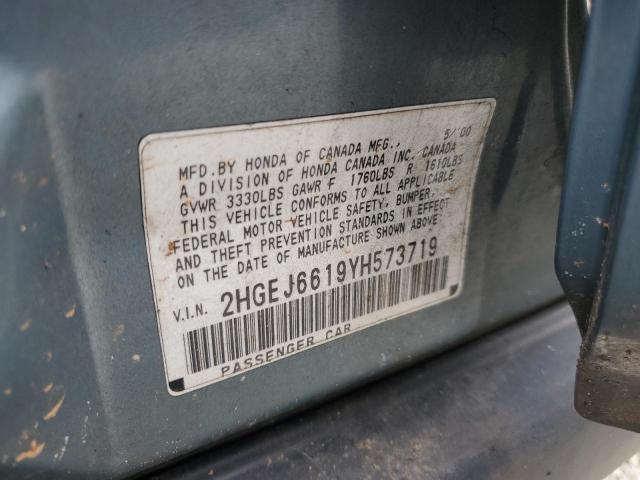 MFD. BY HONDA OF CANADA MFG., 5/'00
A DIVISION OF HONDA CANADA INC. CANADA
GVWR 3330LBS GAWR F 1760LBS R 1610LBS
THIS VEHICLE CONFORMS TO ALL APPLICABLE
FEDERAL MOTOR VEHICLE SAFETY, BUMPER,
AND THEFT PREVENTION STANDARDS IN EFFECT
ON THE DATE OF MANUFACTURE SHOWN ABOVE.
V.I.N. 2HGEJ6619YH573719
PASSENGER CAR